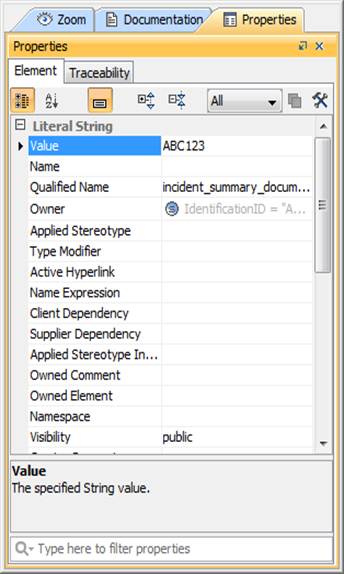 Zoom Documentation Properties
Properties
Element Traceability
All
Literal String
Value ABC123
Name
Qualified Name incident_summary_docum...
Owner IdentificationID = "A...
Applied Stereotype
Type Modifier
Active Hyperlink
Name Expression
Client Dependency
Supplier Dependency
Applied Stereotype In...
Owned Comment
Owned Element
Namespace
Visibility public
Value
The specified String value.
Type here to filter properties